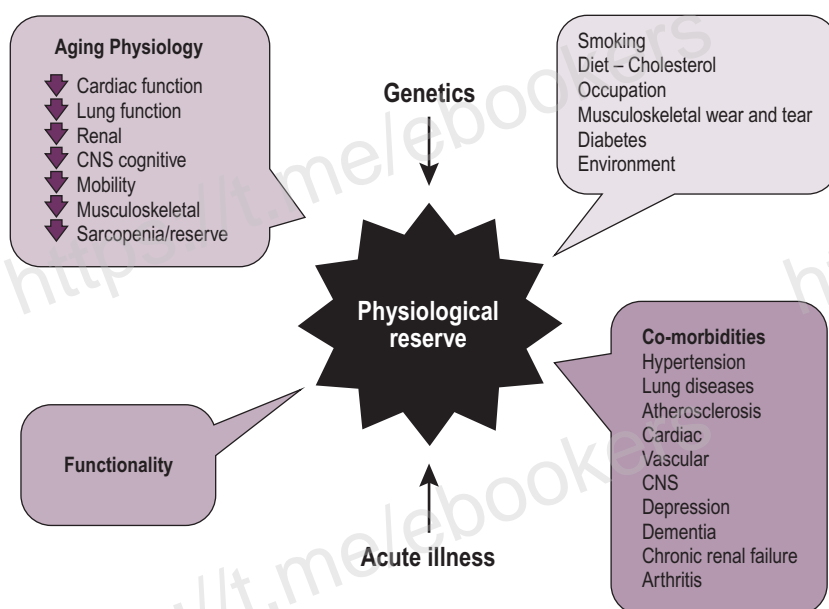 Aging Physiology
Cardiac function
Lung function
Renal
CNS cognitive
Mobility
Musculoskeletal
Sarcopenia/reserve
Genetics
Smoking
Diet – Cholesterol
Occupation
Musculoskeletal wear and tear
Diabetes
Environment
Physiological
reserve
Functionality
Co-morbidities
Hypertension
Lung diseases
Atherosclerosis
Cardiac
Vascular
CNS
Depression
Dementia
Chronic renal failure
Arthritis
Acute illness
https://t.me/ebookers
ht
://t.me/ebookers